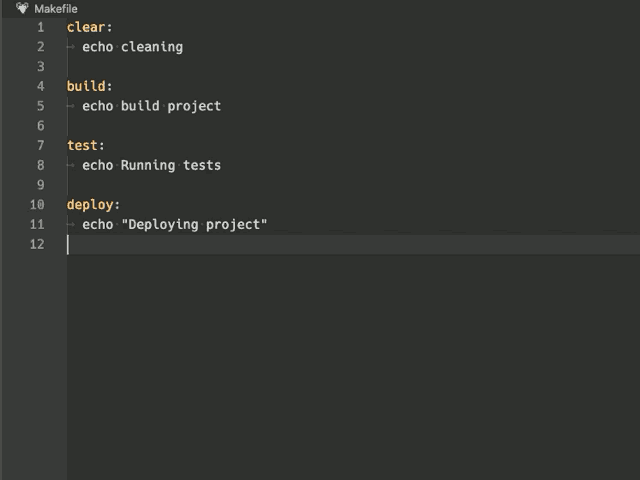 Makefile
1 clear:
2 echo cleaning
3
4 build:
5 echo build project
6
7 test:
8 echo Running tests
9
10 deploy:
11 echo "Deploying project"
12